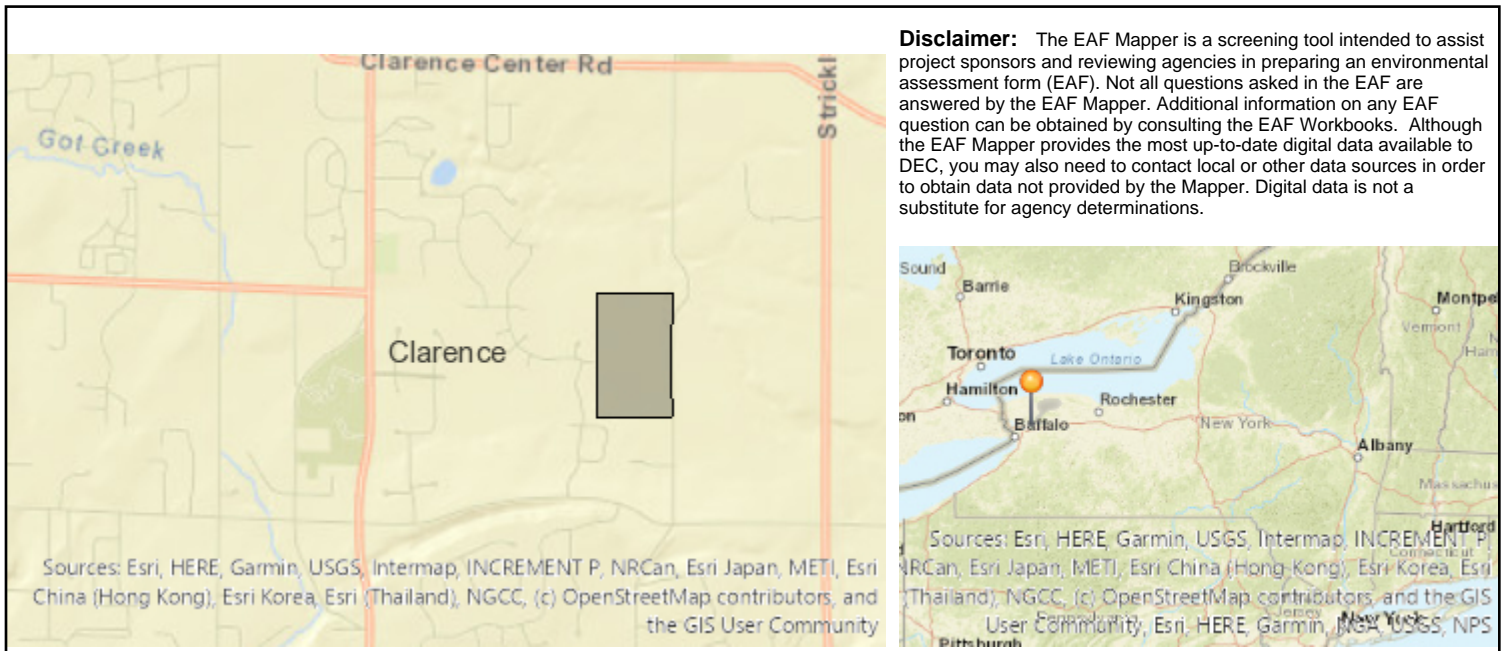 Clarence Center Rd
Strickl
Got Creek
Clarence
Sources: Esri, HERE, Garmin, USGS, Intermap, INCREMENT P, NRCan, Esri Japan, METI, Esri
China (Hong Kong), Esri Korea, Esri (Thailand), NGCC, (c) OpenStreetMap contributors, and
the GIS User Community
Disclaimer: The EAF Mapper is a screening tool intended to assist
project sponsors and reviewing agencies in preparing an environmental
assessment form (EAF). Not all questions asked in the EAF are
answered by the EAF Mapper. Additional information on any EAF
question can be obtained by consulting the EAF Workbooks. Although
the EAF Mapper provides the most up-to-date digital data available to
DEC, you may also need to contact local or other data sources in order
to obtain data not provided by the Mapper. Digital data is not a
substitute for agency determinations.
Sound
Barrie
Brockville
Kingston
Montpe
Vermont
Ham
Toronto
Lake Ontario
Hamilton
Rochester
on
Buffalo
New York
Albany
Massachus
Hartford
Connecticut
Sources: Esri, HERE, Garmin, USGS, Intermap, INCREMENT P,
NRCan, Esri Japan, METI, Esri China (Hong Kong), Esri Korea, Esri
(Thailand), NGCC, (c) OpenStreetMap contributors, and the GIS
User Community, Esri, HERE, Garmin, NGA, USGS, NPS
Jersey
New York
Pittsburgh